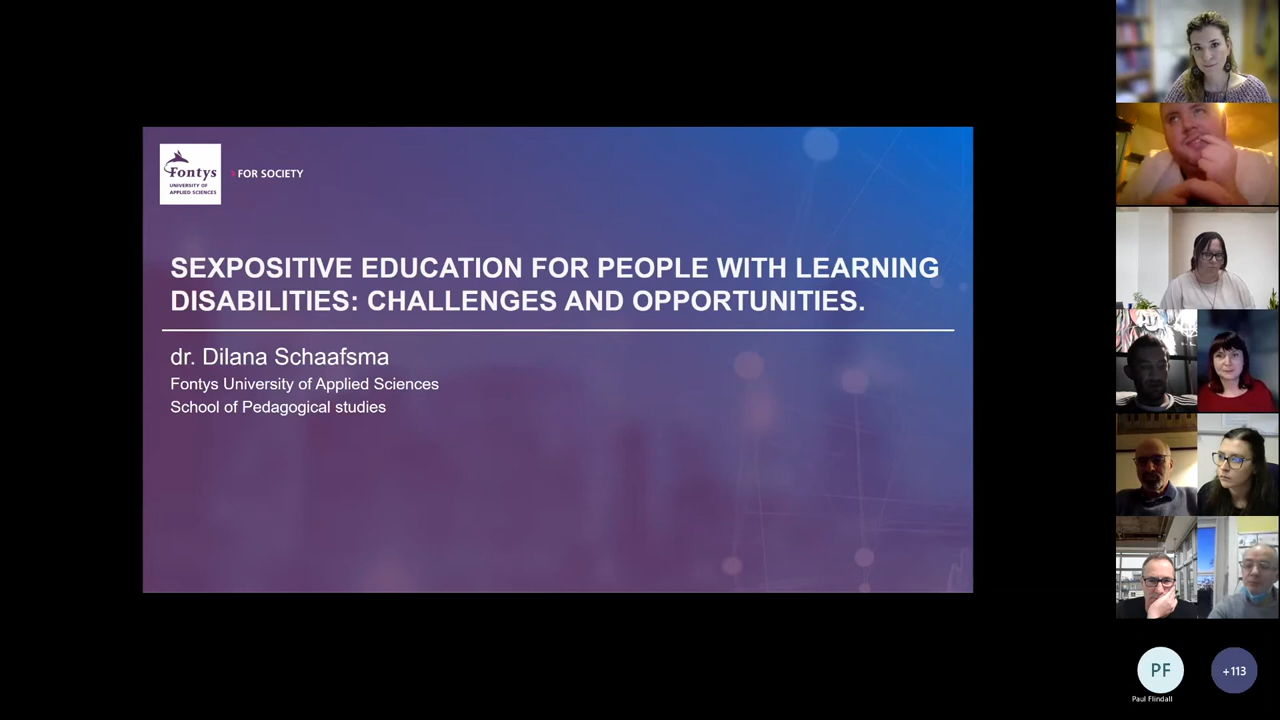 Fontys
UNIVERSITY OF
APPLIED SCIENCES
FOR SOCIETY
SEXPOSITIVE EDUCATION FOR PEOPLE WITH LEARNING
DISABILITIES: CHALLENGES AND OPPORTUNITIES.
dr. Dilana Schaafsma
Fontys University of Applied Sciences
School of Pedagogical studies
PF
+113
Paul Flindall